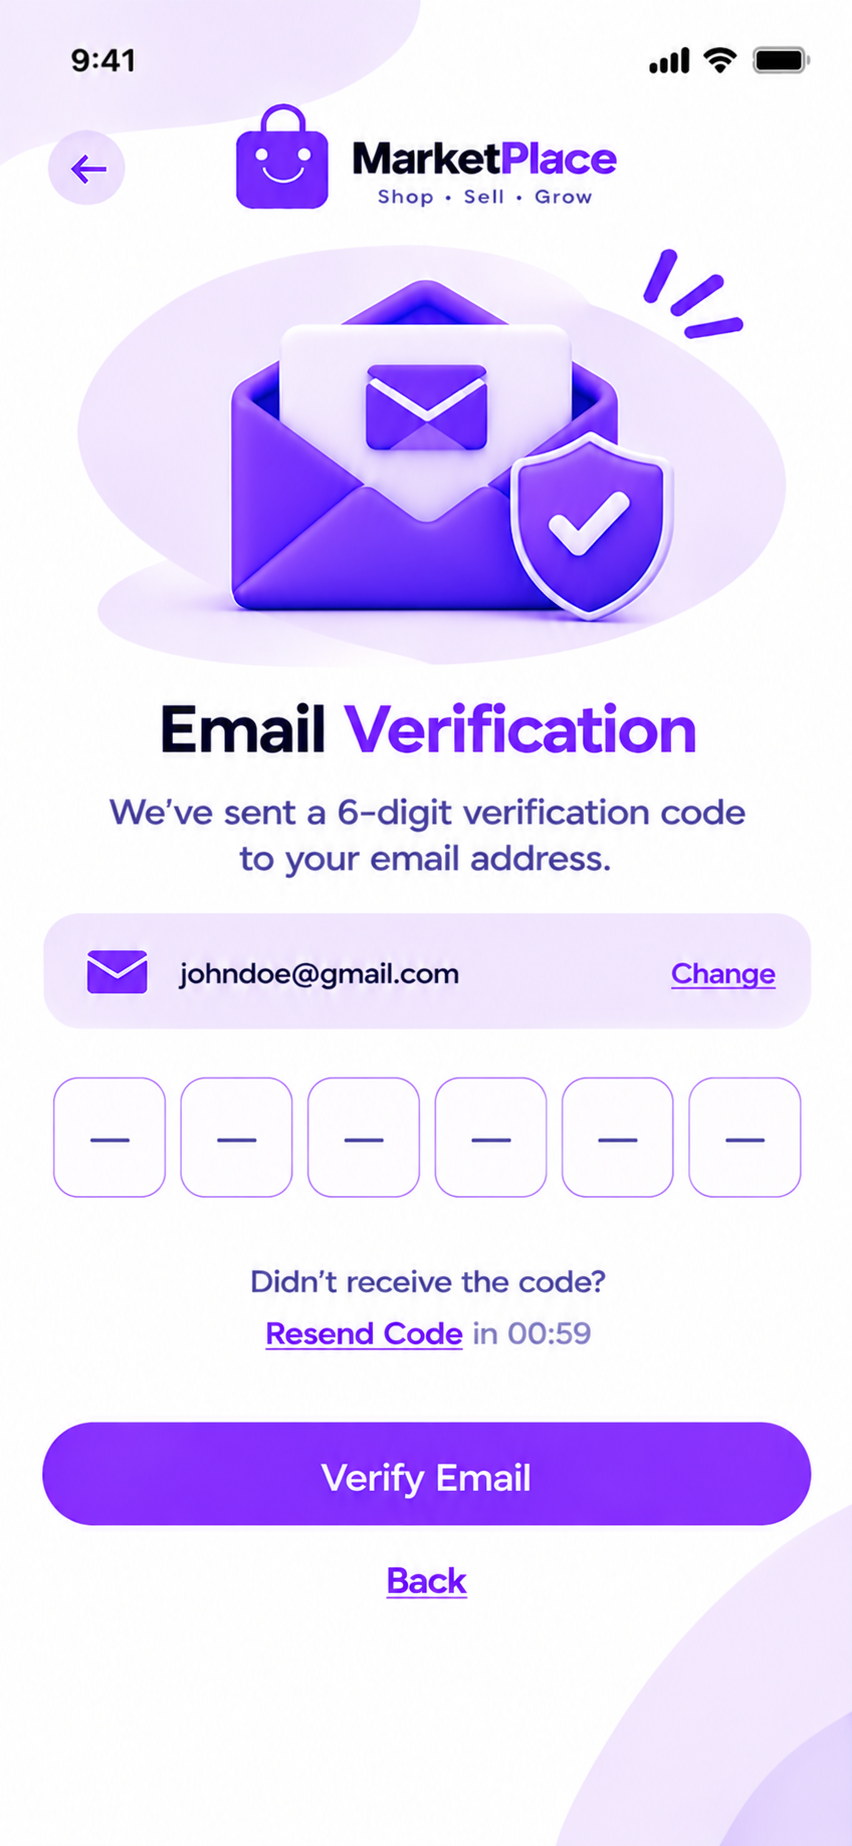 9:41
MarketPlace
Shop • Sell • Grow
Email Verification
We’ve sent a 6-digit verification code
to your email address.
johndoe@gmail.com Change
Didn’t receive the code?
Resend Code in 00:59
Verify Email
Back